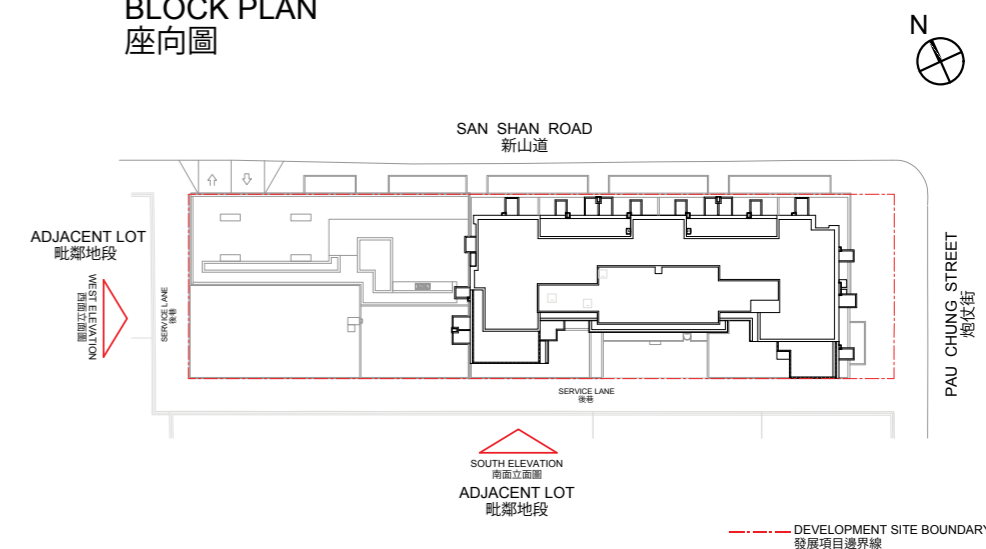 BLOCK PLAN
座向圖
N
SAN SHAN ROAD
新山道
ADJACENT LOT
毗鄰地段
WEST ELEVATION
西面立面圖
SERVICE LANE
後巷
PAU CHUNG STREET
炮仗街
SERVICE LANE
後巷
SOUTH ELEVATION
南面立面圖
ADJACENT LOT
毗鄰地段
DEVELOPMENT SITE BOUNDARY
發展項目邊界線